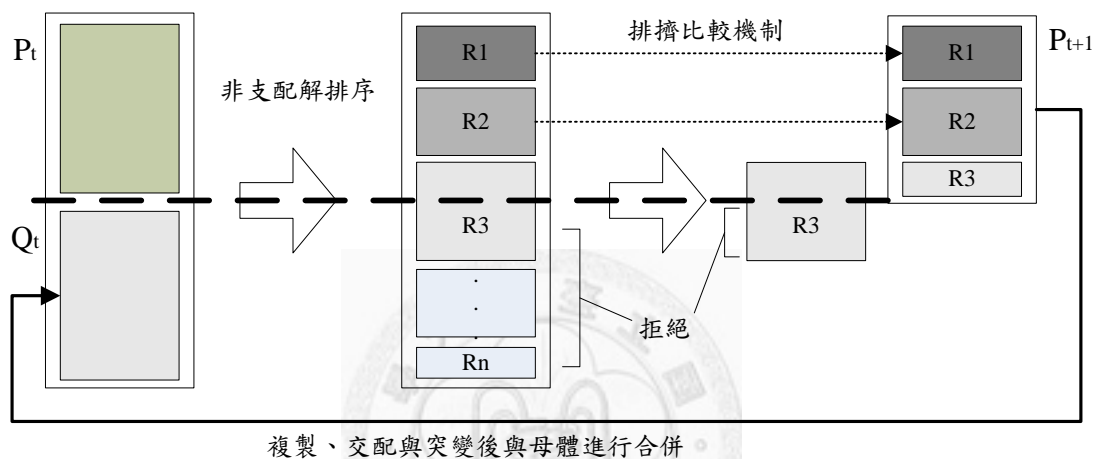 Pt
Qt
非支配解排序
R1
R2
R3
.
.
.
Rn
排擠比較機制
R3
拒絕
Pt+1
R1
R2
R3
複製、交配與突變後與母體進行合併